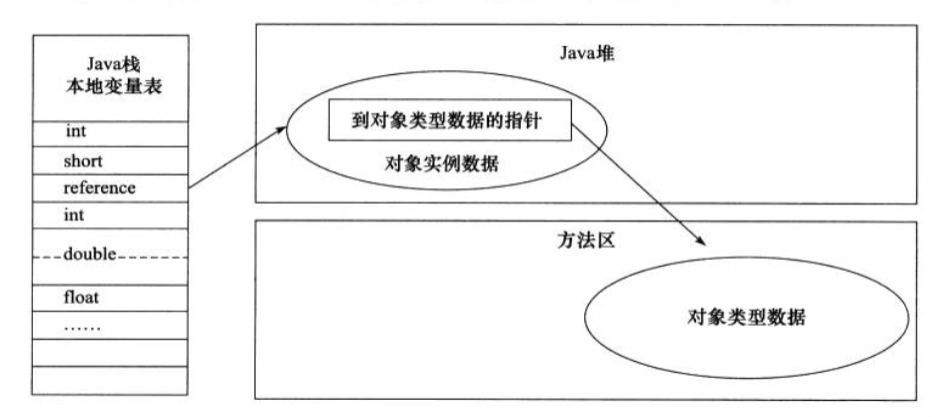 Java栈
本地变量表
int
short
reference
int
double
float
……
Java堆
到对象类型数据的指针
对象实例数据
方法区
对象类型数据